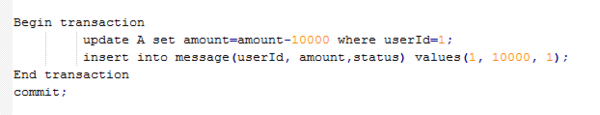 Begin transaction
update A set amount=amount-10000 where userId=1;
insert into message(userId, amount,status) values(1, 10000, 1);
End transaction
commit;